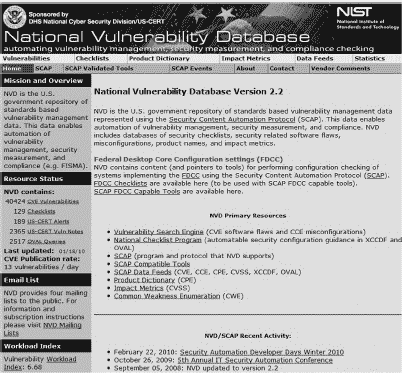 Sponsored by
DHS National Cyber Security Division/US-CERT
NIST
National Institute of
Standards and Technology
National Vulnerability Database
automating vulnerability management, security measurement, and compliance checking
Vulnerabilities Checklists Product Dictionary Impact Metrics Data Feeds Statistics
Home SCAP SCAP Validated Tools SCAP Events About Contact Vendor Comments
Mission and Overview
NVD is the U.S.
government repository of
standards based
vulnerability management
data. This data enables
automation of
vulnerability
management, security
measurement, and
compliance (e.g. FISMA).
Resource Status
NVD contains:
40424 CVE Vulnerabilities
129 Checklists
189 US-CERT Alerts
2365 US-CERT Vuln Notes
2517 OVAL Queries
Last updated: 01/18/10
CVE Publication rate:
13 vulnerabilities / day
Email List
NVD provides four mailing
lists to the public. For
information and
subscription instructions
please visit NVD Mailing
Lists
Workload Index
Vulnerability Workload
Index: 6.68
National Vulnerability Database Version 2.2
NVD is the U.S. government repository of standards based vulnerability management data
represented using the Security Content Automation Protocol (SCAP). This data enables
automation of vulnerability management, security measurement, and compliance. NVD
includes databases of security checklists, security related software flaws,
misconfigurations, product names, and impact metrics.
Federal Desktop Core Configuration settings (FDCC)
NVD contains content (and pointers to tools) for performing configuration checking of
systems implementing the FDCC using the Security Content Automation Protocol (SCAP).
FDCC Checklists are available here (to be used with SCAP FDCC capable tools).
SCAP FDCC Capable Tools are available here.
NVD Primary Resources
• Vulnerability Search Engine (CVE software flaws and CCE misconfigurations)
• National Checklist Program (automatable security configuration guidance in XCCDF and
OVAL)
• SCAP (program and protocol that NVD supports)
• SCAP Compatible Tools
• SCAP Data Feeds (CVE, CCE, CPE, CVSS, XCCDF, OVAL)
• Product Dictionary (CPE)
• Impact Metrics (CVSS)
• Common Weakness Enumeration (CWE)
NVD/SCAP Recent Activity:
• February 22, 2010: Security Automation Developer Days Winter 2010
• October 26, 2009: 5th Annual IT Security Automation Conference
• September 05, 2008: NVD updated to version 2.2